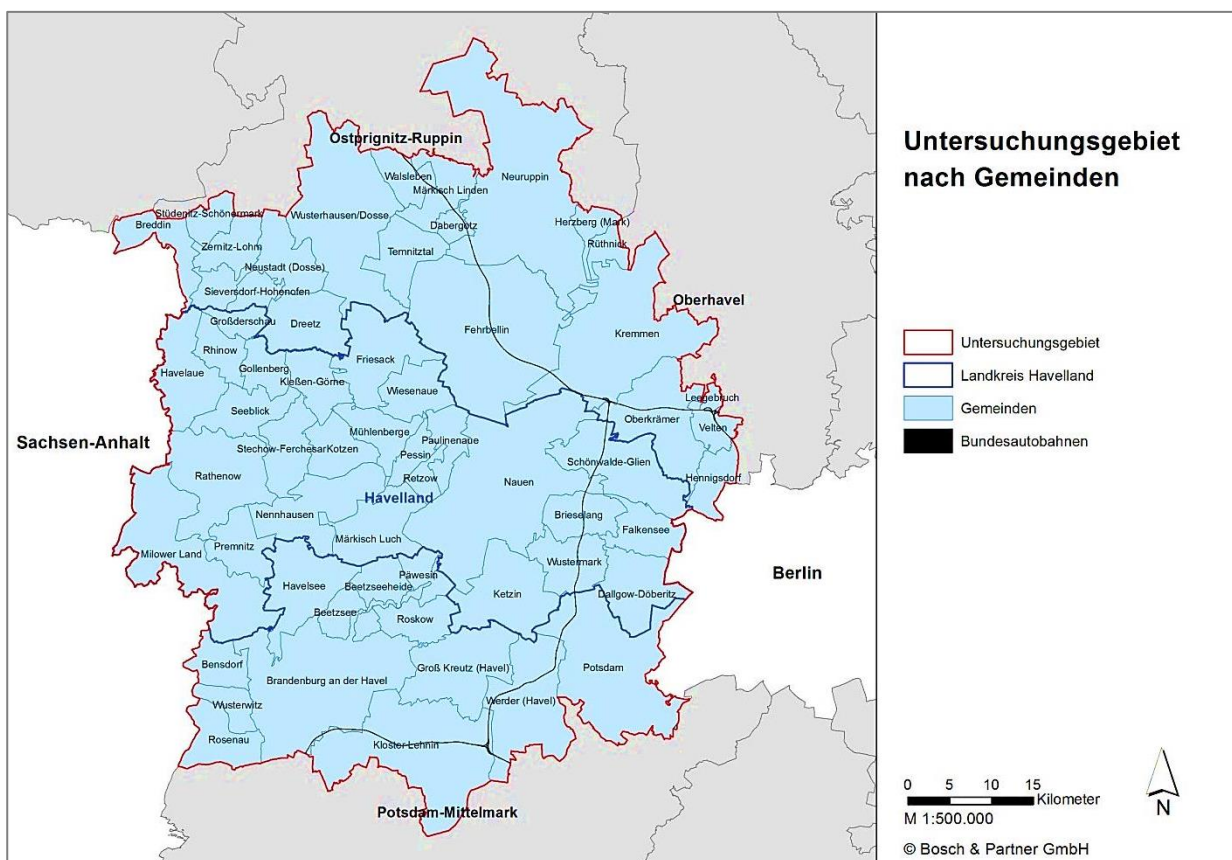 Ostprignitz-Ruppin
Walsleben
Märkisch Linden
Neuruppin
Stüdenitz-Schönermark
Wusterhausen/Dosse
Breddin
Dabergotz
Herzberg (Mark)
Rüthnick
Zernitz-Lohm
Temnitztal
Neustadt (Dosse)
Sieversdorf-Hohenofen
Oberhavel
Großderschau
Dreetz
Fehrbellin
Kremmen
Rhinow
Friesack
Havelaue
Gollenberg
Kleßen-Görne
Wiesenaue
Leegebruch
Seeblick
Oberkrämer
Velten
Mühlenberge
Sachsen-Anhalt
Paulinenaue
Stechow-Ferchesar
Kotzen
Pessin
Schönwalde-Glien
Rathenow
Retzow
Nauen
Hennigsdorf
Havelland
Nennhausen
Brieselang
Falkensee
Märkisch Luch
Premnitz
Milower Land
Wustermark
Berlin
Päwesin
Havelsee
Beetzseeheide
Ketzin
Dallgow-Döberitz
Beetzsee
Roskow
Bensdorf
Groß Kreutz (Havel)
Potsdam
Brandenburg an der Havel
Wusterwitz
Werder (Havel)
Rosenau
Kloster Lehnin
Potsdam-Mittelmark
Untersuchungsgebiet
nach Gemeinden
Untersuchungsgebiet
Landkreis Havelland
Gemeinden
Bundesautobahnen
0 5 10 15
Kilometer
M 1:500.000
N
© Bosch & Partner GmbH